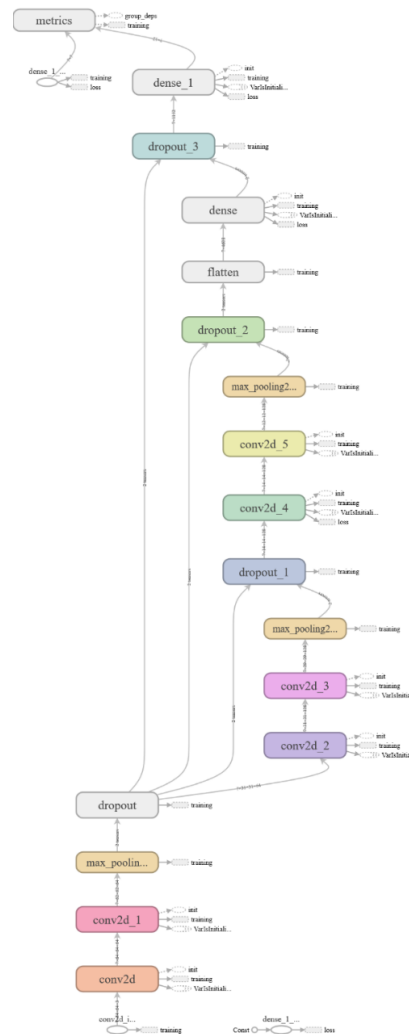 metrics
group_deps
training
dense_1_...
training
loss
dense_1
init
training
VarIsInitiali...
loss
dropout_3
training
dense
init
training
VarIsInitiali...
loss
flatten
training
dropout_2
training
max_pooling2...
training
conv2d_5
init
training
VarIsInitiali...
conv2d_4
init
training
VarIsInitiali...
loss
dropout_1
training
max_pooling2...
training
conv2d_3
init
training
VarIsInitia
conv2d_2
init
training
VarIsInitia
dropout
training
max_poolin...
training
conv2d_1
init
training
VarIsInitiali...
conv2d
init
training
VarIsInitiali...
conv2d_i...
training
Const
dense_1_...
loss